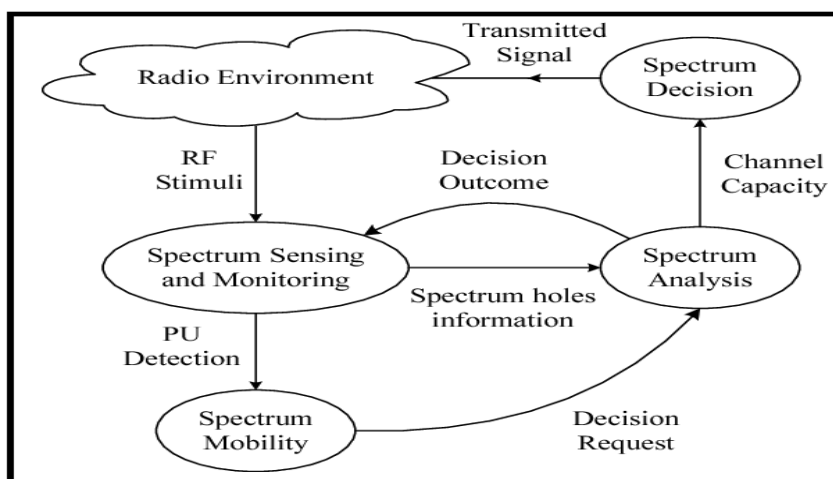 Transmitted
Signal
Radio Environment
Spectrum
Decision
RF
Stimuli
Decision
Outcome
Channel
Capacity
Spectrum Sensing
and Monitoring
Spectrum
Analysis
Spectrum holes
information
PU
Detection
Spectrum
Mobility
Decision
Request